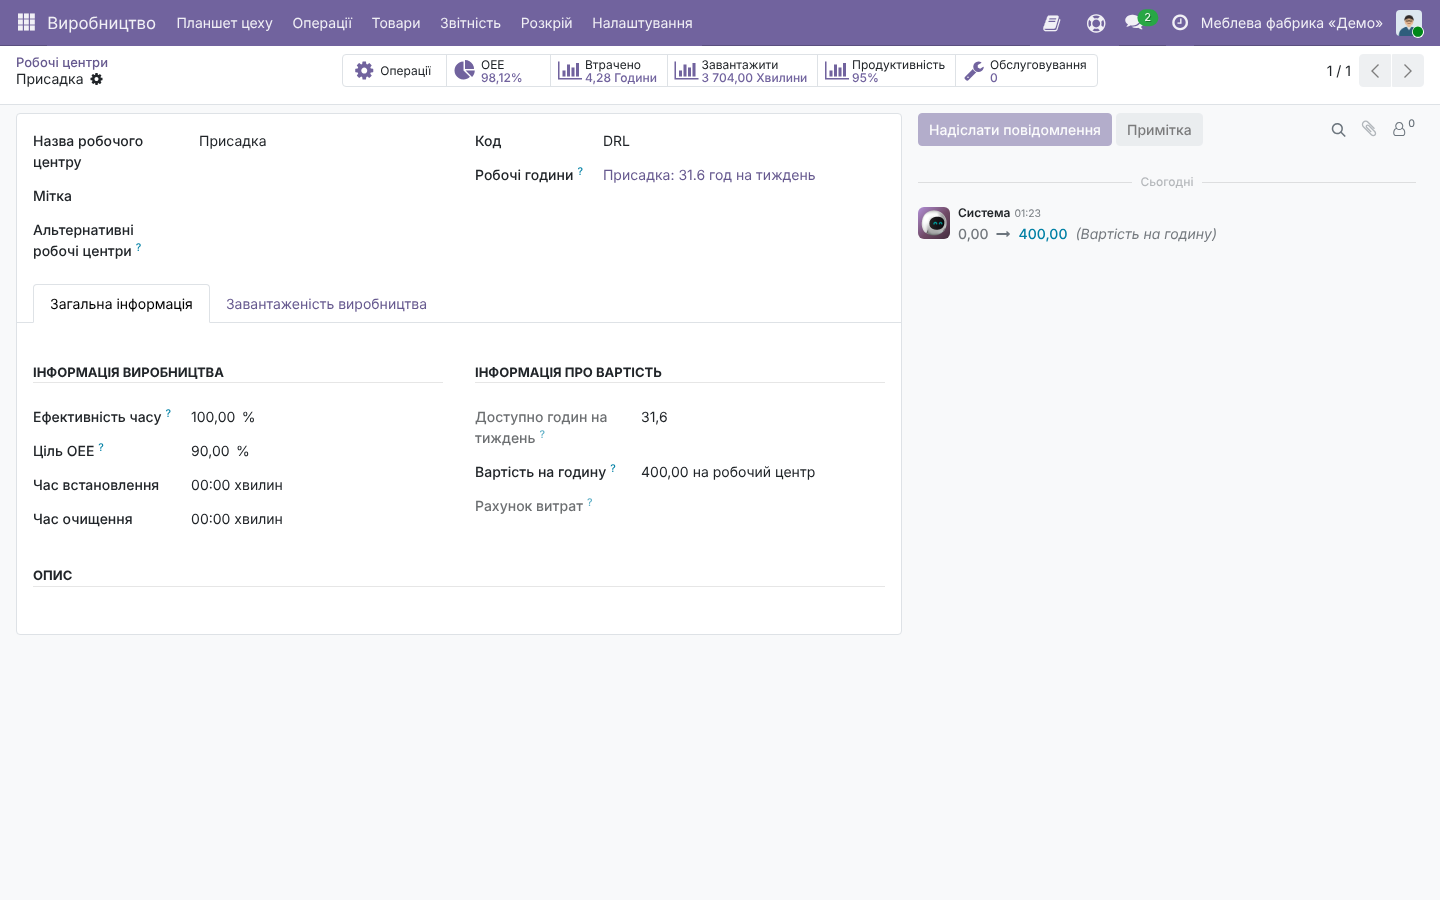 Виробництво Планшет цеху Операції Товари Звітність Розкрій Налаштування 2 Меблева фабрика «Демо»
Робочі центри
Присадка
Операції
OEE
98,12%
Втрачено
4,28 Години
Завантажити
3 704,00 Хвилини
Продуктивність
95%
Обслуговування
0
1 / 1
Назва робочого центру
Присадка
Мітка
Альтернативні робочі центри ?
Код
DRL
Робочі години ?
Присадка: 31.6 год на тиждень
Загальна інформація
Завантаженість виробництва
ІНФОРМАЦІЯ ВИРОБНИЦТВА
Ефективність часу ? 100,00 %
Ціль OEE ? 90,00 %
Час встановлення 00:00 хвилин
Час очищення 00:00 хвилин
ІНФОРМАЦІЯ ПРО ВАРТІСТЬ
Доступно годин на тиждень ? 31,6
Вартість на годину ? 400,00 на робочий центр
Рахунок витрат ?
ОПИС
Надіслати повідомлення
Примітка
0
Сьогодні
Система 01:23
0,00 → 400,00 (Вартість на годину)